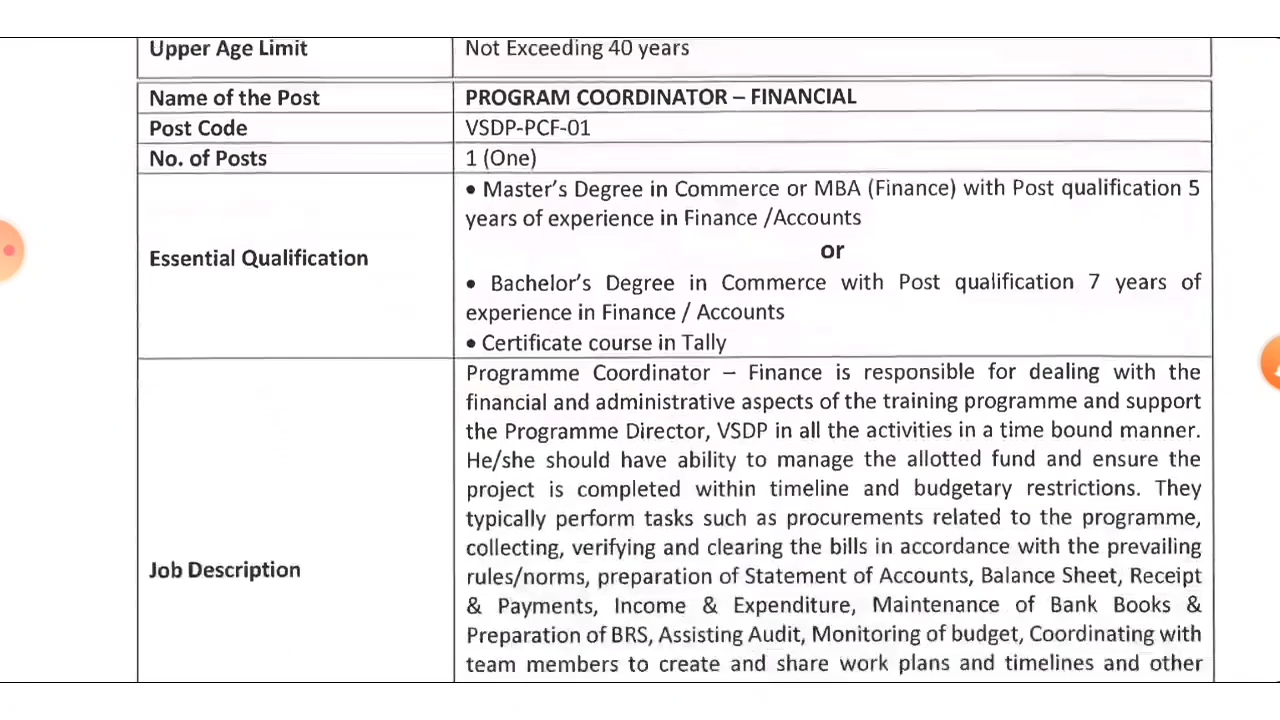 Upper Age Limit Not Exceeding 40 years
Name of the Post PROGRAM COORDINATOR – FINANCIAL
Post Code VSDP-PCF-01
No. of Posts 1 (One)
Essential Qualification
• Master's Degree in Commerce or MBA (Finance) with Post qualification 5
years of experience in Finance /Accounts
or
• Bachelor's Degree in Commerce with Post qualification 7 years of
experience in Finance / Accounts
• Certificate course in Tally
Job Description
Programme Coordinator – Finance is responsible for dealing with the
financial and administrative aspects of the training programme and support
the Programme Director, VSDP in all the activities in a time bound manner.
He/she should have ability to manage the allotted fund and ensure the
project is completed within timeline and budgetary restrictions. They
typically perform tasks such as procurements related to the programme,
collecting, verifying and clearing the bills in accordance with the prevailing
rules/norms, preparation of Statement of Accounts, Balance Sheet, Receipt
& Payments, Income & Expenditure, Maintenance of Bank Books &
Preparation of BRS, Assisting Audit, Monitoring of budget, Coordinating with
team members to create and share work plans and timelines and other